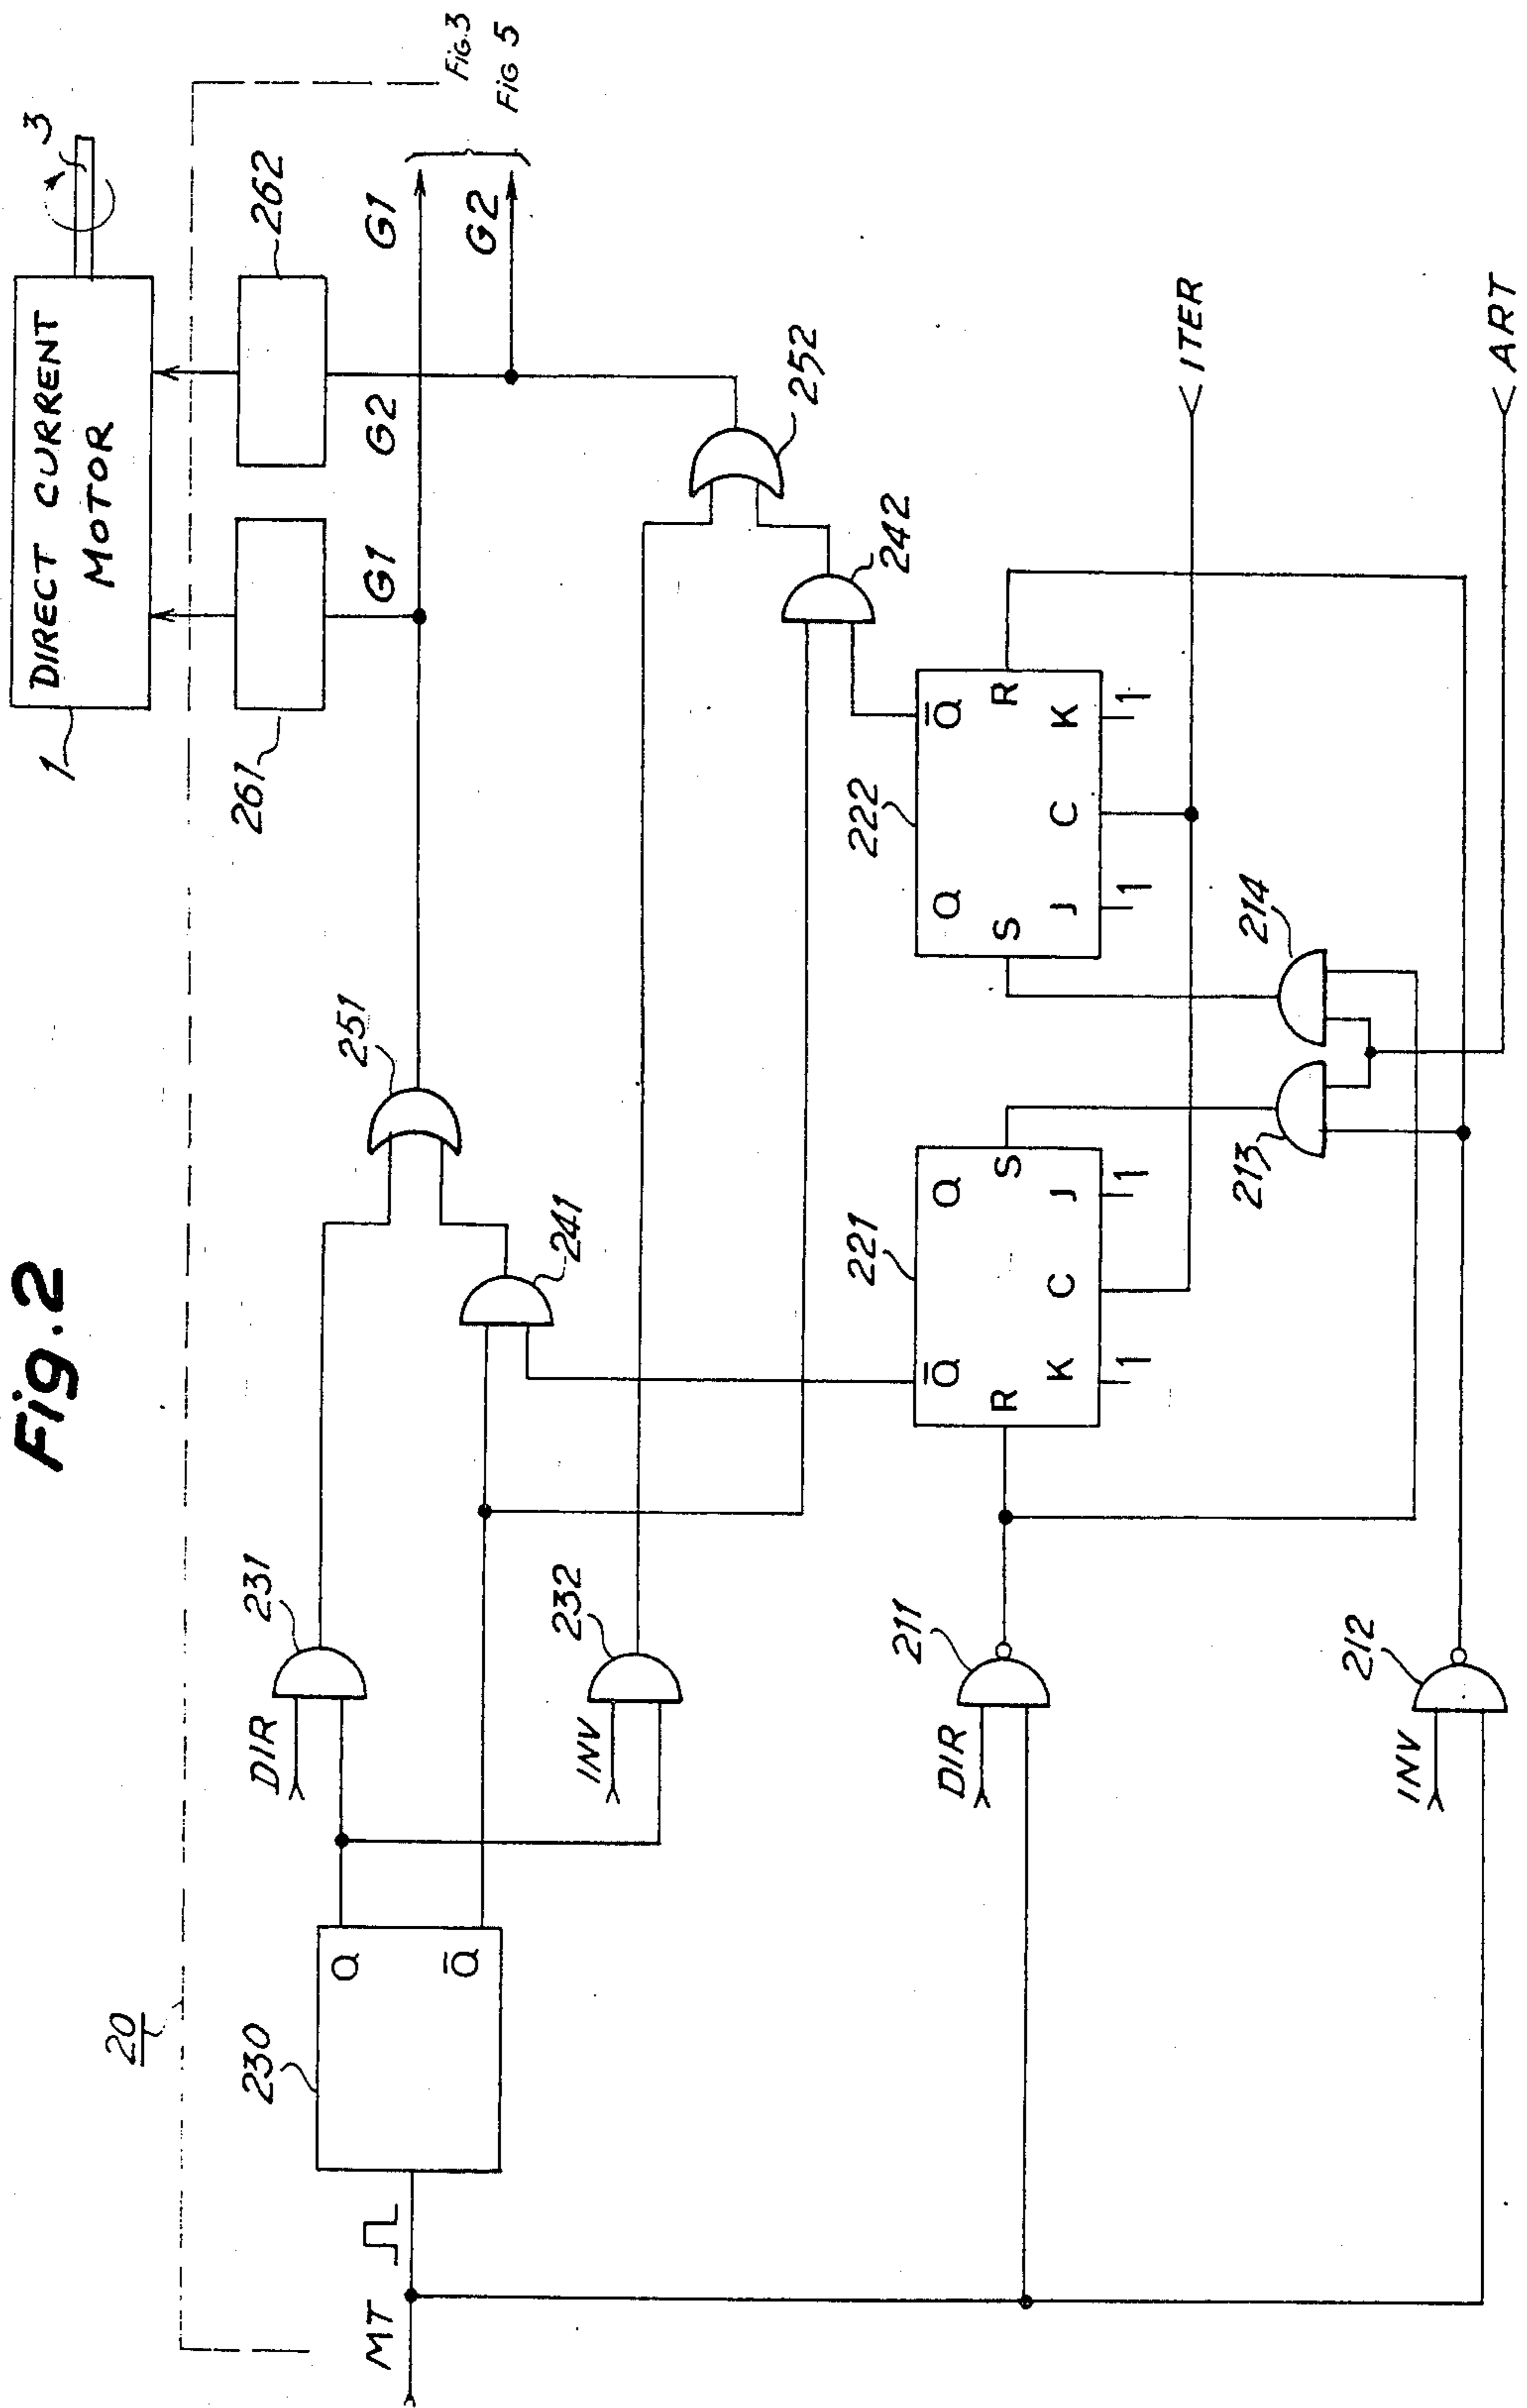 Fig. 2
20
1
DIRECT CURRENT
MOTOR
3
261
262
Fig. 3
Fig 5
G1
G2
G1
G2
MT
230
Q
Q̅
DIR
231
INV
232
251
241
252
242
DIR
211
INV
212
221
Q̅
Q
R
S
K
C
J
1
1
222
Q
Q̅
S
R
J
C
K
1
1
213
214
ITER
ART